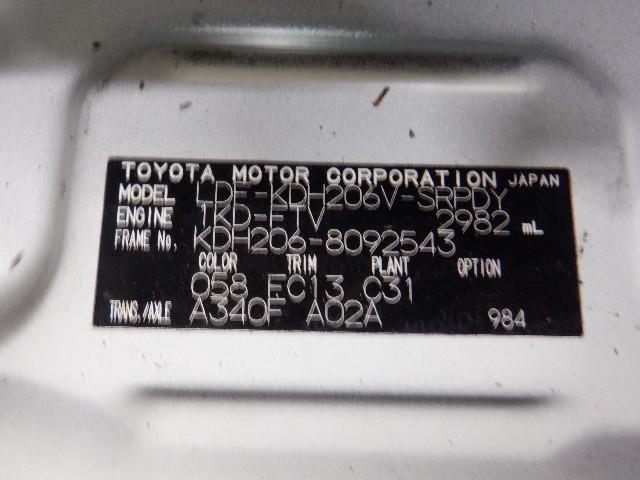 TOYOTA MOTOR CORPORATION JAPAN
MODEL LDF-KDH206V-SRPDY
ENGINE 1KD-FTV 2982 mL
FRAME No. KDH206-8092543
COLOR TRIM PLANT OPTION
058 FC13 C31
TRANS./AXLE A340F A02A 984